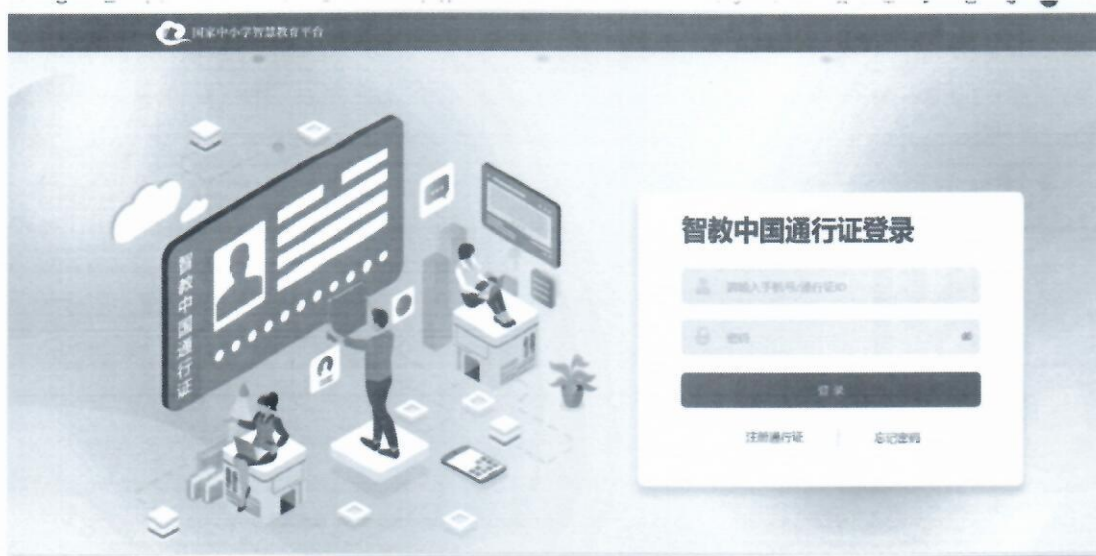 国家中小学智慧教育平台
智教中国通行证
智教中国通行证登录
请输入手机号/通行证ID
密码
登录
注册通行证
忘记密码